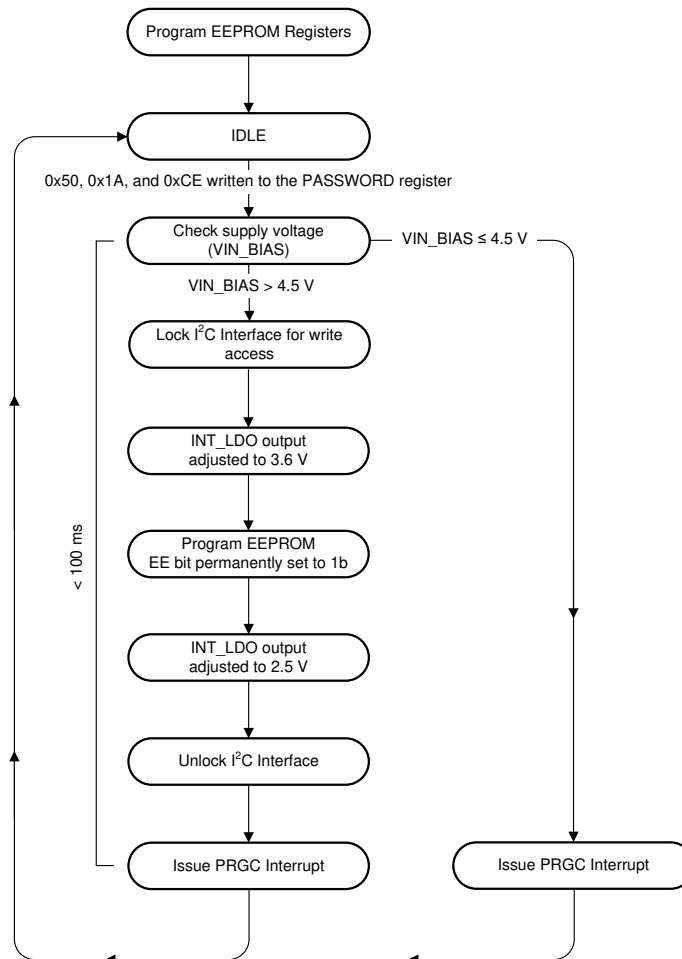 Program EEPROM Registers
IDLE
0x50, 0x1A, and 0xCE written to the PASSWORD register
Check supply voltage
(VIN_BIAS)
VIN_BIAS ≤ 4.5 V
VIN_BIAS > 4.5 V
Lock I²C Interface for write
access
INT_LDO output
adjusted to 3.6 V
< 100 ms
Program EEPROM
EE bit permanently set to 1b
INT_LDO output
adjusted to 2.5 V
Unlock I²C Interface
Issue PRGC Interrupt
Issue PRGC Interrupt